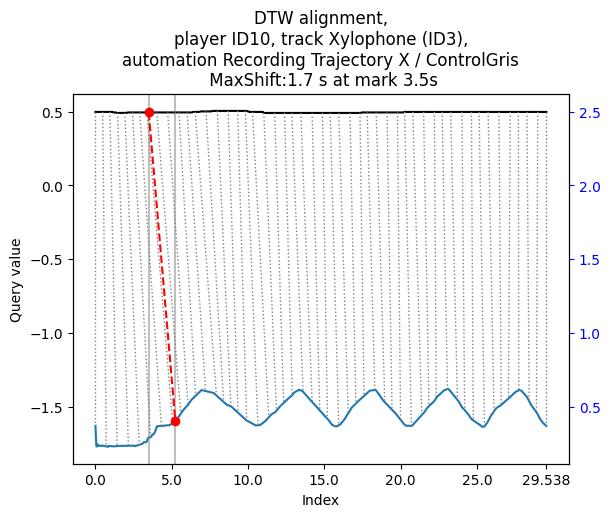 DTW alignment,
player ID10, track Xylophone (ID3),
automation Recording Trajectory X / ControlGris
MaxShift:1.7 s at mark 3.5s
0.5
0.0
−0.5
−1.0
−1.5
Query value
2.5
2.0
1.5
1.0
0.5
0.0 5.0 10.0 15.0 20.0 25.0 29.538
Index